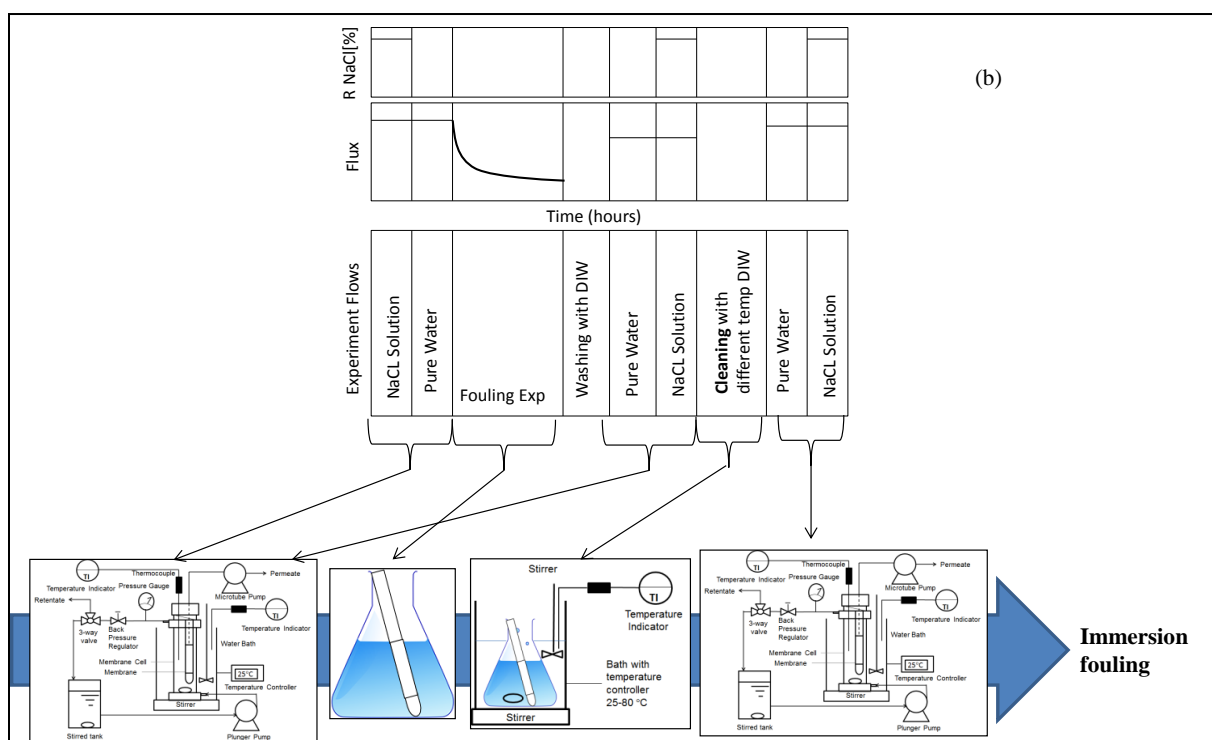 R NaCl[%]
(b)
Flux
Time (hours)
Experiment Flows
NaCL Solution
Pure Water
Fouling Exp
Washing with DIW
Pure Water
NaCL Solution
Cleaning with
different temp DIW
Pure Water
NaCL Solution
TI
Thermocouple
Temperature Indicator
Pressure Gauge
Microtube Pump
Permeate
Retentate
TI
3-way
valve
Back
Pressure
Regulator
Temperature Indicator
Water Bath
Membrane Cell
Membrane
25°C
Temperature Controller
Stirrer
Stirred tank
Plunger Pump
Stirrer
TI
Temperature
Indicator
Bath with
temperature
controller
25-80 °C
Stirrer
TI
Thermocouple
Temperature Indicator
Pressure Gauge
Microtube Pump
Permeate
Retentate
TI
3-way
valve
Back
Pressure
Regulator
Temperature Indicator
Water Bath
Membrane Cell
Membrane
25°C
Temperature Controller
Stirrer
Stirred tank
Plunger Pump
Immersion
fouling